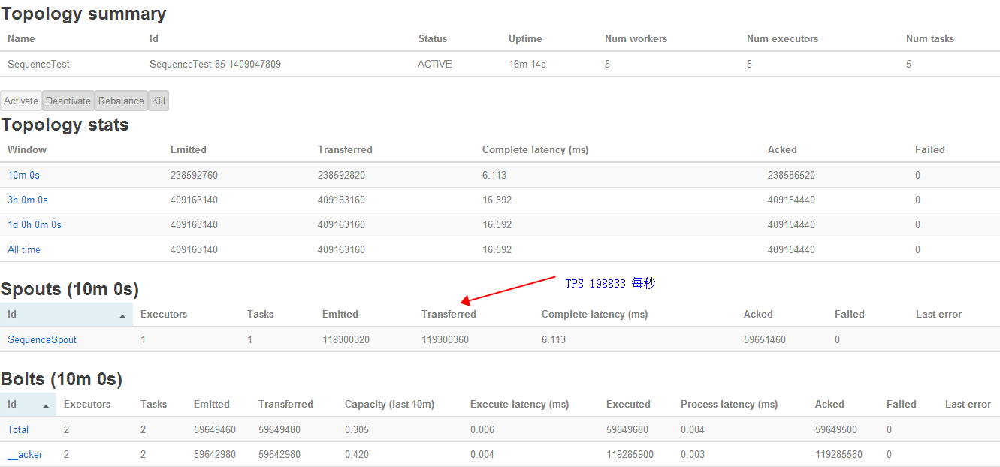 Topology summary
Name Id Status Uptime Num workers Num executors Num tasks
SequenceTest SequenceTest-85-1409047809 ACTIVE 16m 14s 5 5 5
Activate Deactivate Rebalance Kill
Topology stats
Window Emitted Transferred Complete latency (ms) Acked Failed
10m 0s 238592760 238592820 6.113 238586520 0
3h 0m 0s 409163140 409163160 16.592 409154440 0
1d 0h 0m 0s 409163140 409163160 16.592 409154440 0
All time 409163140 409163160 16.592 409154440 0
TPS 198833 每秒
Spouts (10m 0s)
Id Executors Tasks Emitted Transferred Complete latency (ms) Acked Failed Last error
SequenceSpout 1 1 119300320 119300360 6.113 59651460 0
Bolts (10m 0s)
Id Executors Tasks Emitted Transferred Capacity (last 10m) Execute latency (ms) Executed Process latency (ms) Acked Failed Last error
Total 2 2 59649460 59649480 0.305 0.006 59649680 0.004 59649500 0
__acker 2 2 59642980 59642980 0.420 0.004 119285900 0.003 119285560 0